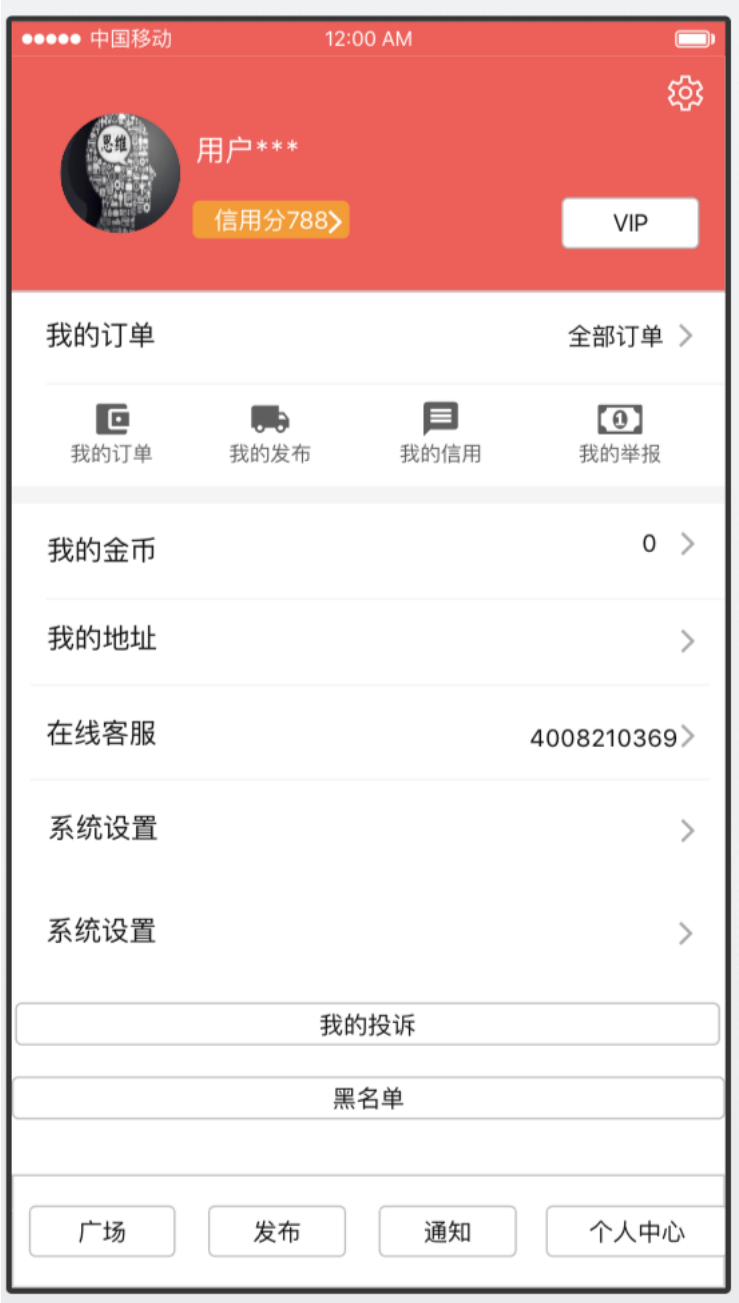 中国移动 12:00 AM
思维
用户***
信用分788
VIP
我的订单 全部订单
我的订单 我的发布 我的信用 我的举报
我的金币 0
我的地址
在线客服 4008210369
系统设置
系统设置
我的投诉
黑名单
广场 发布 通知 个人中心